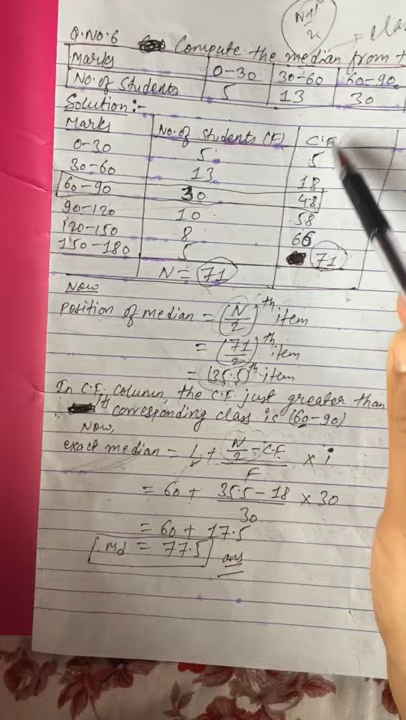 N+1th
2
Q.No.6 Compute the median from t
Marks 0-30 30-60 60-90
No. of students 5 13 30
Solution:-
Marks No. of students (F) C.F.
0-30 5 5
30-60 13 18
60-90 30 48
90-120 10 58
120-150 8 66
150-180 5 71
N = 71
Now
position of median = (N/2)th item
= (71/2)th item
= (35.5)th item
In C.F. column, the C.F. just greater than
corresponding class is (60-90)
Now,
exact median = L + N/2 - C.F. / F × i
= 60 + 35.5 - 18 / 30 × 30
= 60 + 17.5
Md = 77.5 ans